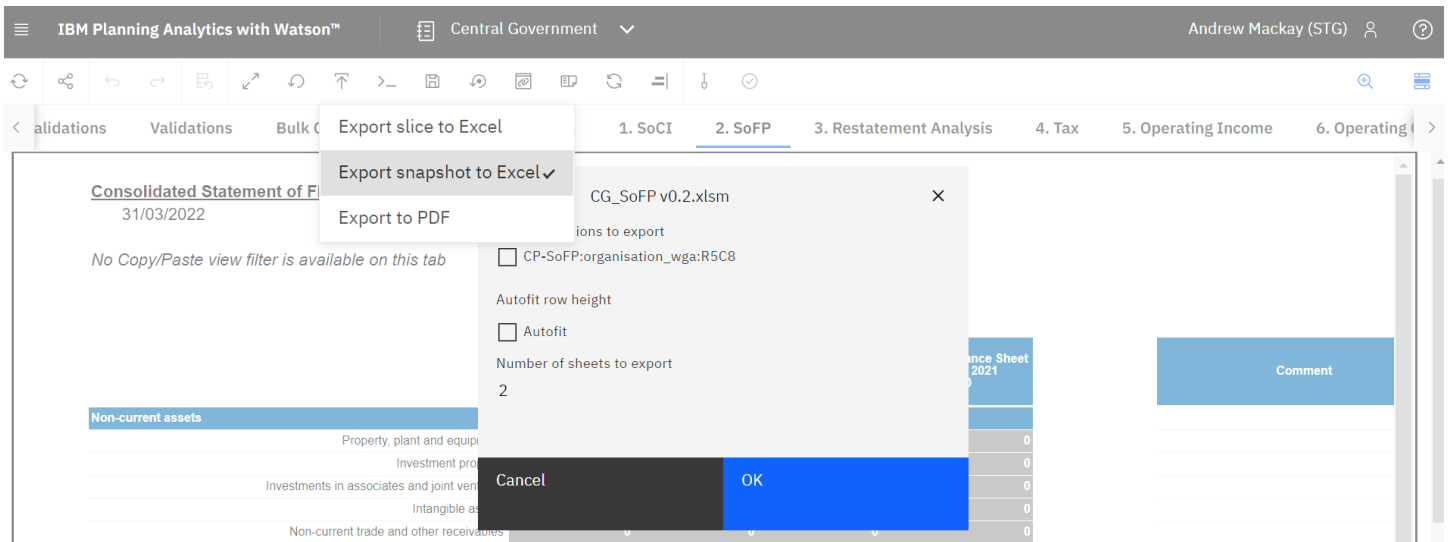 IBM Planning Analytics with Watson™
Central Government
Andrew Mackay (STG)
alidations
Validations
Bulk
1. SoCI
2. SoFP
3. Restatement Analysis
4. Tax
5. Operating Income
6. Operating
Export slice to Excel
Export snapshot to Excel
Export to PDF
Consolidated Statement of Fi
31/03/2022
No Copy/Paste view filter is available on this tab
CG_SoFP v0.2.xlsm
ions to export
CP-SoFP:organisation_wga:R5C8
Autofit row height
Autofit
Number of sheets to export
2
Cancel
OK
ance Sheet
2021
Comment
Non-current assets
Property, plant and equip
0
Investment prop
0
Investments in associates and joint vent
0
Intangible as
0
Non-current trade and other receivables
0 0 0 0